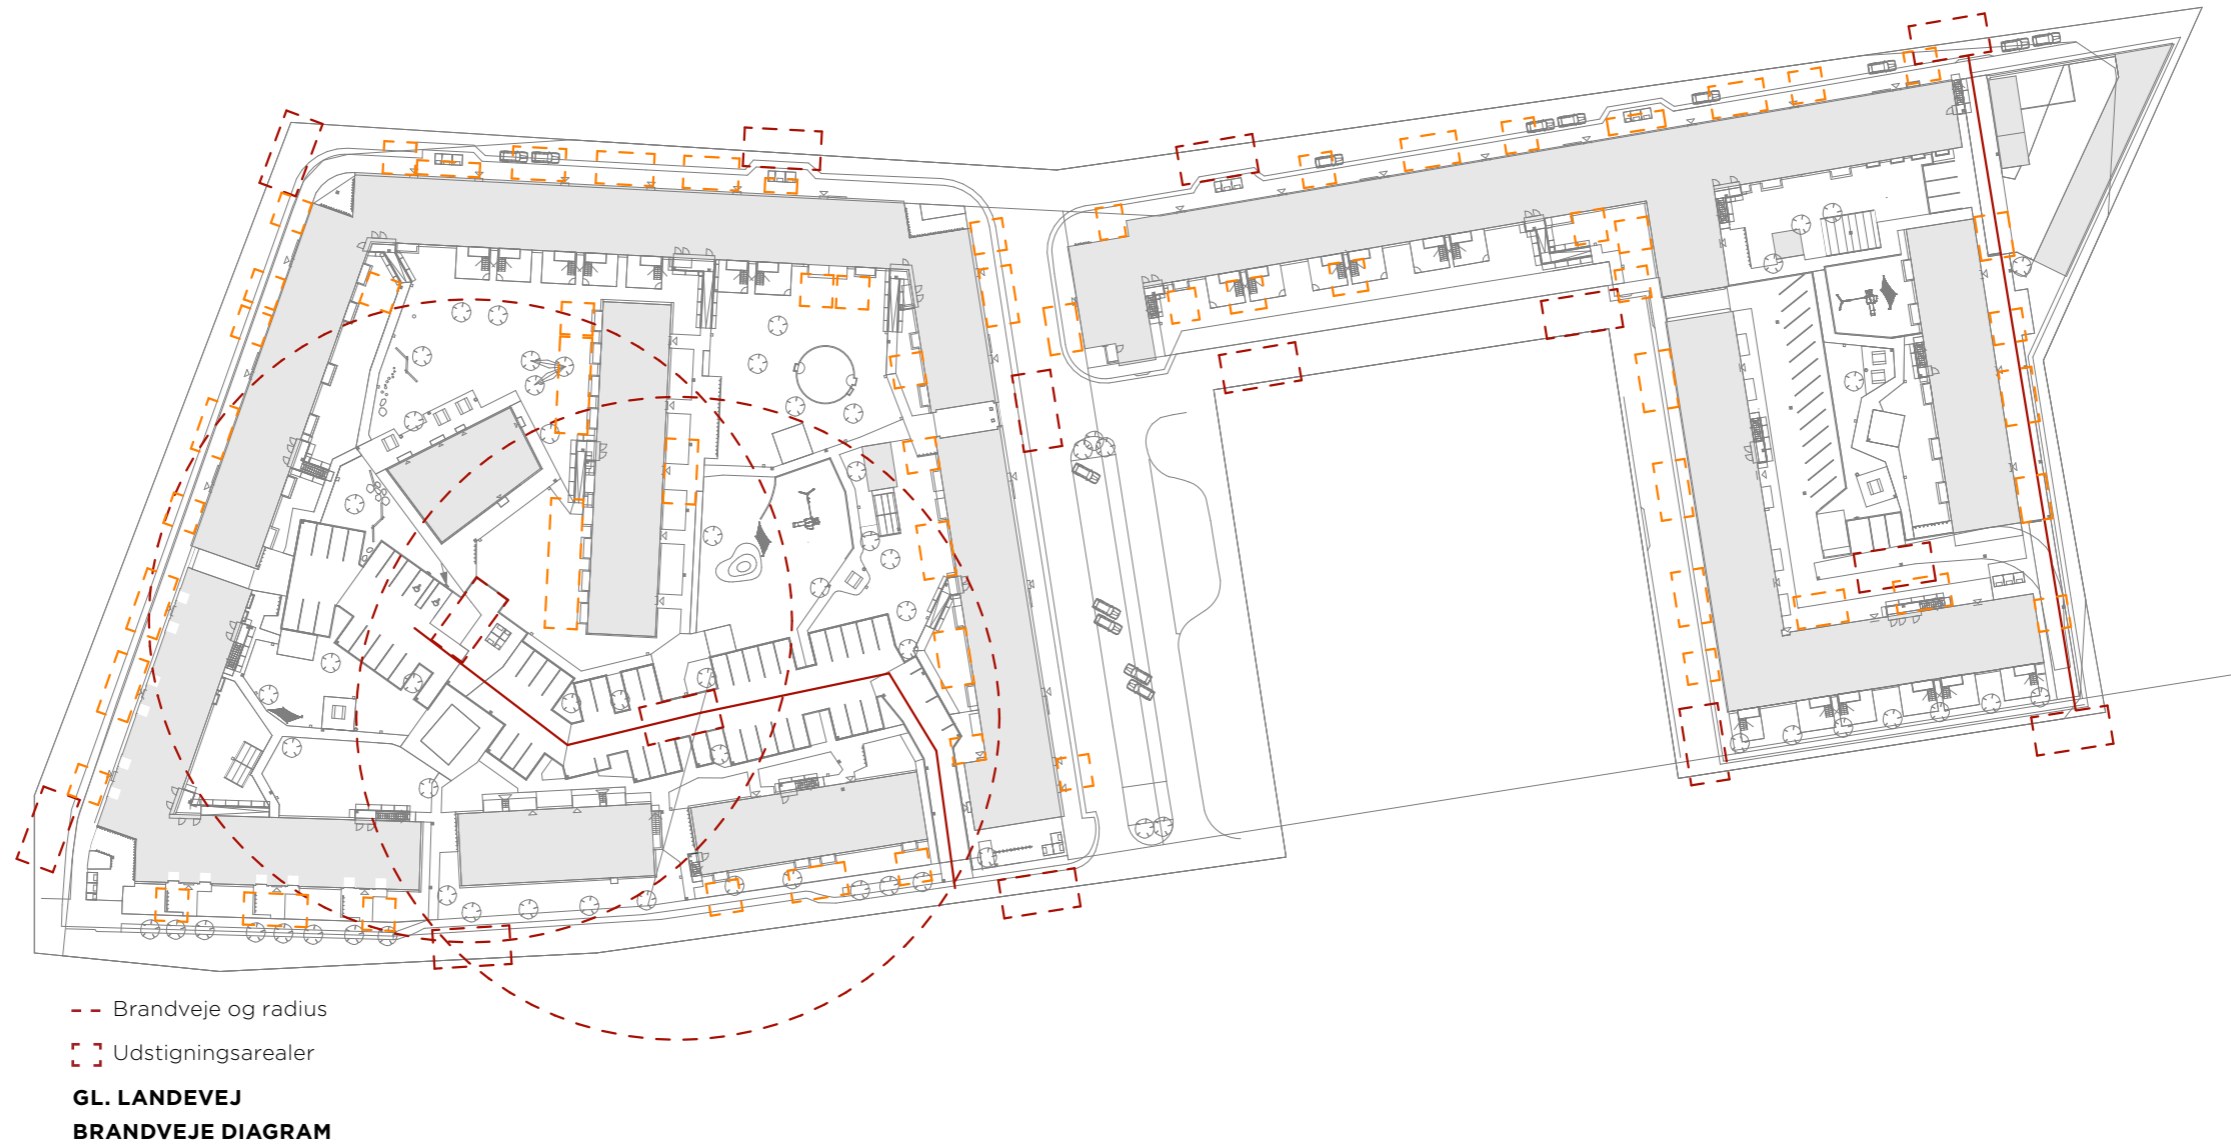 Brandveje og radius
Udstigningsarealer
GL. LANDEVEJ
BRANDVEJE DIAGRAM